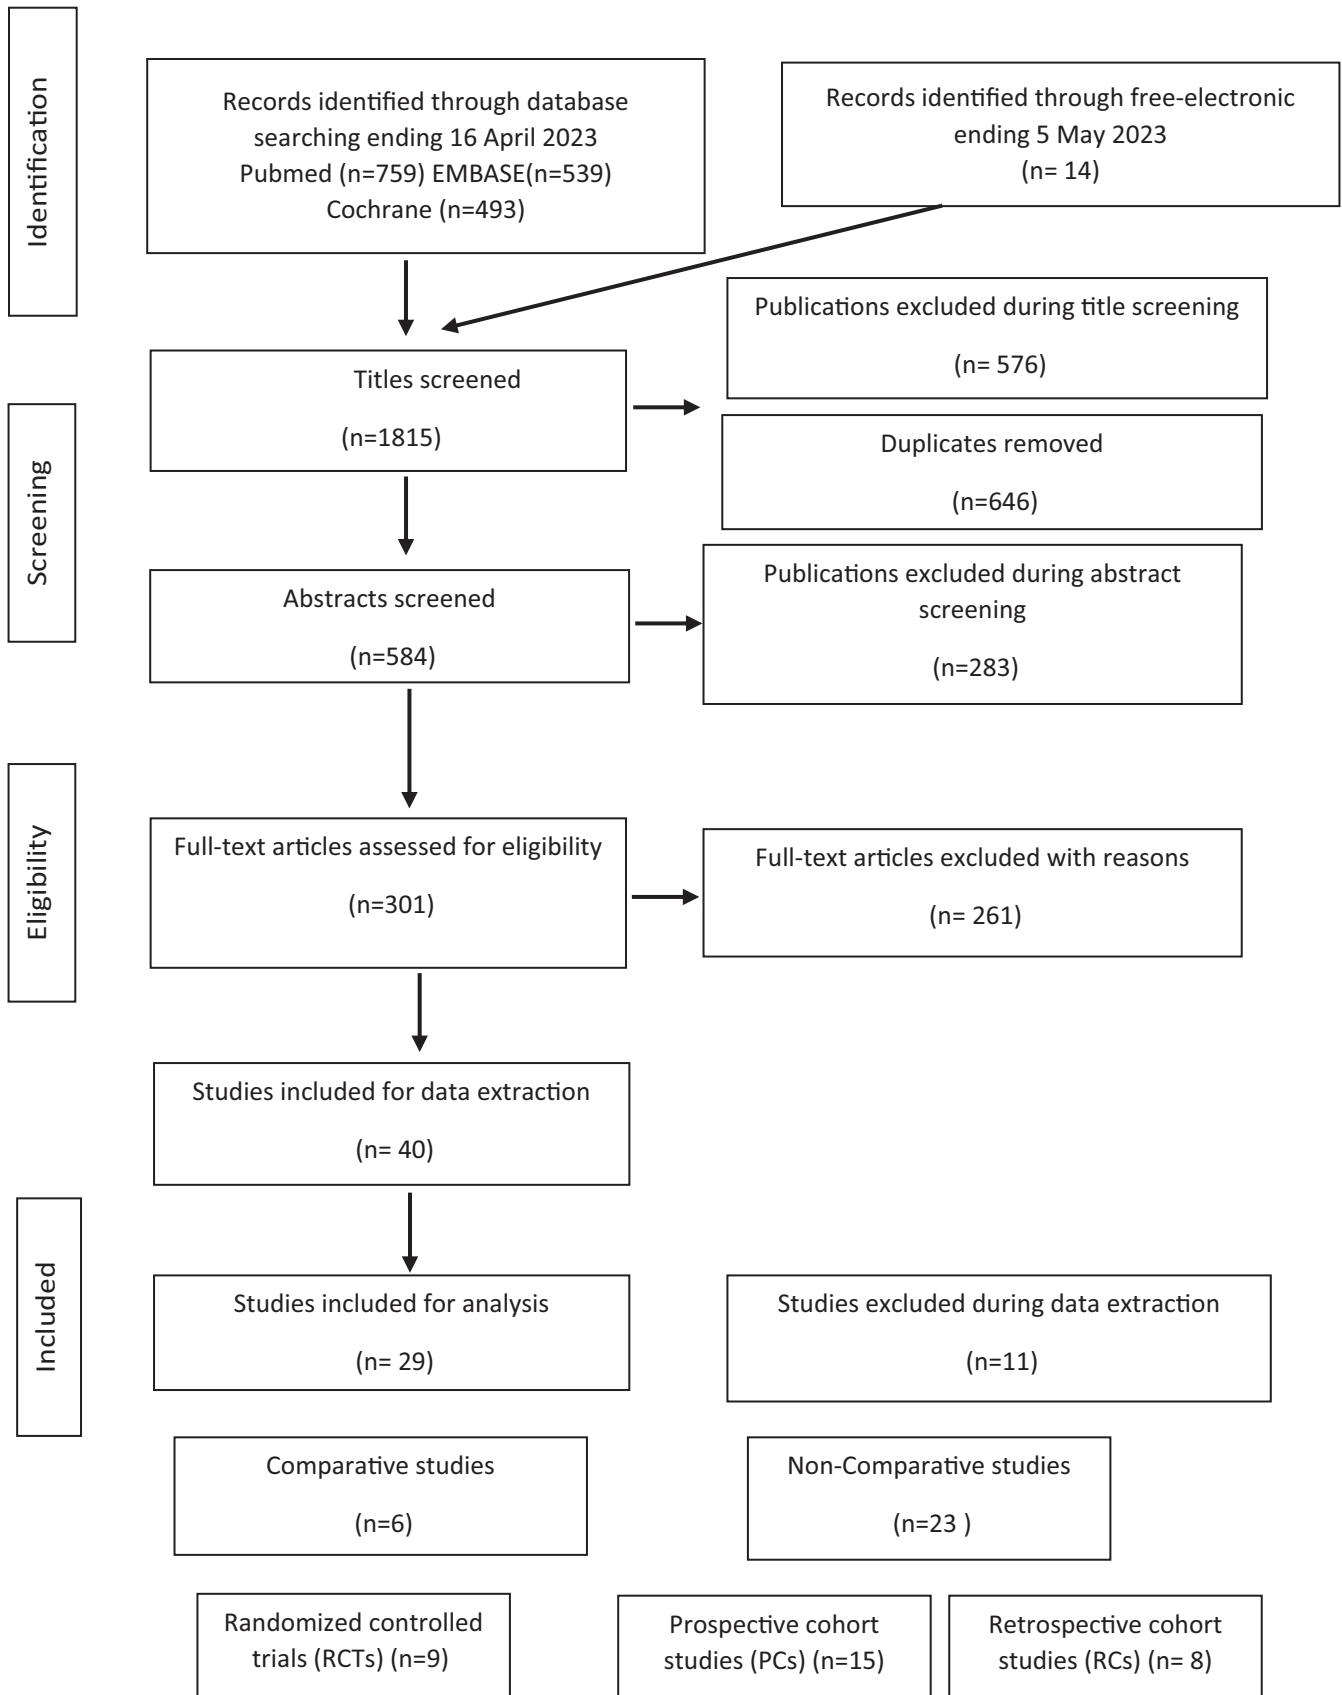 Identification
Records identified through database
searching ending 16 April 2023
Pubmed (n=759) EMBASE(n=539)
Cochrane (n=493)
Records identified through free-electronic
ending 5 May 2023
(n= 14)
Publications excluded during title screening
(n= 576)
Titles screened
(n=1815)
Duplicates removed
(n=646)
Screening
Abstracts screened
(n=584)
Publications excluded during abstract
screening
(n=283)
Eligibility
Full-text articles assessed for eligibility
(n=301)
Full-text articles excluded with reasons
(n= 261)
Studies included for data extraction
(n= 40)
Included
Studies included for analysis
(n= 29)
Studies excluded during data extraction
(n=11)
Comparative studies
(n=6)
Non-Comparative studies
(n=23 )
Randomized controlled
trials (RCTs) (n=9)
Prospective cohort
studies (PCs) (n=15)
Retrospective cohort
studies (RCs) (n= 8)